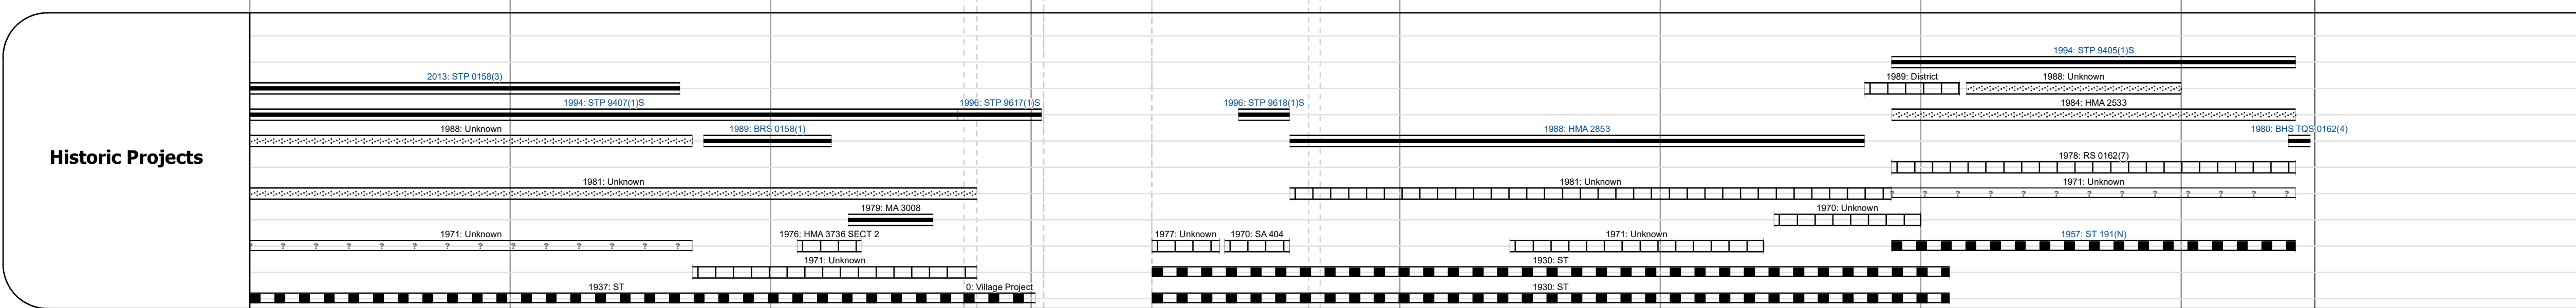 1994: STP 9405(1)S
2013: STP 0158(3)
1989: District
1988: Unknown
1994: STP 9407(1)S
1996: STP 9617(1)S
1996: STP 9618(1)S
1984: HMA 2533
1988: Unknown
1989: BRS 0158(1)
1988: HMA 2853
1980: BHS TQS 0162(4)
Historic Projects
1978: RS 0162(7)
1981: Unknown
1981: Unknown
1971: Unknown
? ? ? ? ? ? ? ? ? ? ? ? ?
1979: MA 3008
1970: Unknown
1971: Unknown
1976: HMA 3736 SECT 2
1977: Unknown
1970: SA 404
1971: Unknown
1957: ST 191(N)
? ? ? ? ? ? ? ? ? ? ? ? ? ?
1971: Unknown
1930: ST
1937: ST
0: Village Project
1930: ST